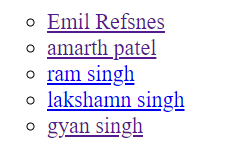 Emil Refsnes
amarth patel
ram singh
lakshamn singh
gyan singh